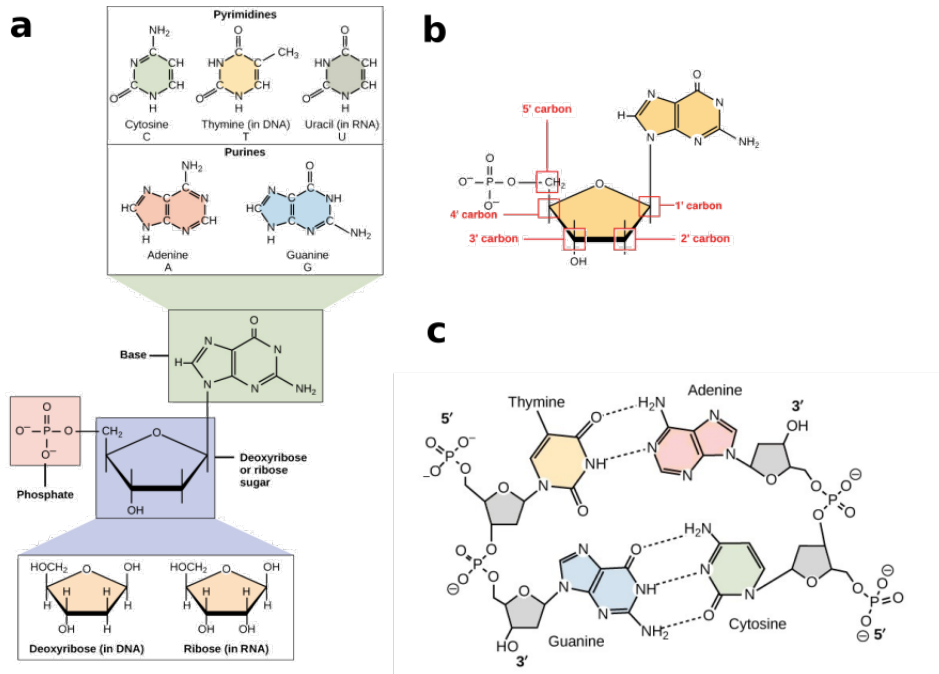 a
Pyrimidines
NH₂
C
N
CH
C
CH
O
N
H
Cytosine
C
O
C
CH₃
HN
C
C
CH
O
N
H
Thymine (in DNA)
T
O
C
HN
CH
C
CH
O
N
H
Uracil (in RNA)
U
Purines
NH₂
C
N
C
N
HC
C
CH
N
N
H
Adenine
A
O
C
N
C
NH
HC
C
C
N
N
NH₂
H
Guanine
G
Base
O
N
N
H
N
N
NH₂
O
O⁻
P
O
O⁻
Phosphate
CH₂
O
OH
Deoxyribose
or ribose
sugar
HOCH₂
O
OH
H
H
H
H
OH
H
Deoxyribose (in DNA)
HOCH₂
O
OH
H
H
H
H
OH
OH
Ribose (in RNA)
b
O
N
N
H
N
N
NH₂
5′ carbon
O
O⁻
P
O
CH₂
O⁻
O
4′ carbon
1′ carbon
3′ carbon
2′ carbon
OH
c
Thymine
Adenine
5′
3′
O
H₂N
N
OH
O
O⁻
P
⁻O
O
NH
N
N
N
O
N
O
O
O
P
O
⊖
O
O
O
P
O
⊖
O
N
O
H₂N
N
NH
N
N
N
O
N
NH₂
O
O
O
P
O
⊖
⊖
5′
HO
3′
Guanine
Cytosine